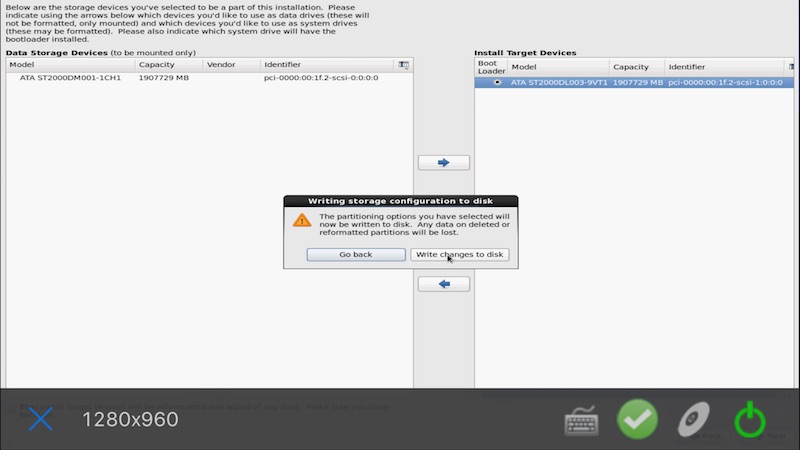 Below are the storage devices you've selected to be a part of this installation. Please
indicate using the arrows below which devices you'd like to use as data drives (these will
not be formatted, only mounted) and which devices you'd like to use as system drives
(these may be formatted). Please also indicate which system drive will have the
bootloader installed.
Data Storage Devices (to be mounted only)
Model Capacity Vendor Identifier
ATA ST2000DM001-1CH1 1907729 MB pci-0000:00:1f.2-scsi-0:0:0:0
Install Target Devices
Boot
Loader Model Capacity Identifier
ATA ST2000DL003-9VT1 1907729 MB pci-0000:00:1f.2-scsi-1:0:0:0
Writing storage configuration to disk
The partitioning options you have selected will
now be written to disk. Any data on deleted or
reformatted partitions will be lost.
Go back Write changes to disk
1280x960